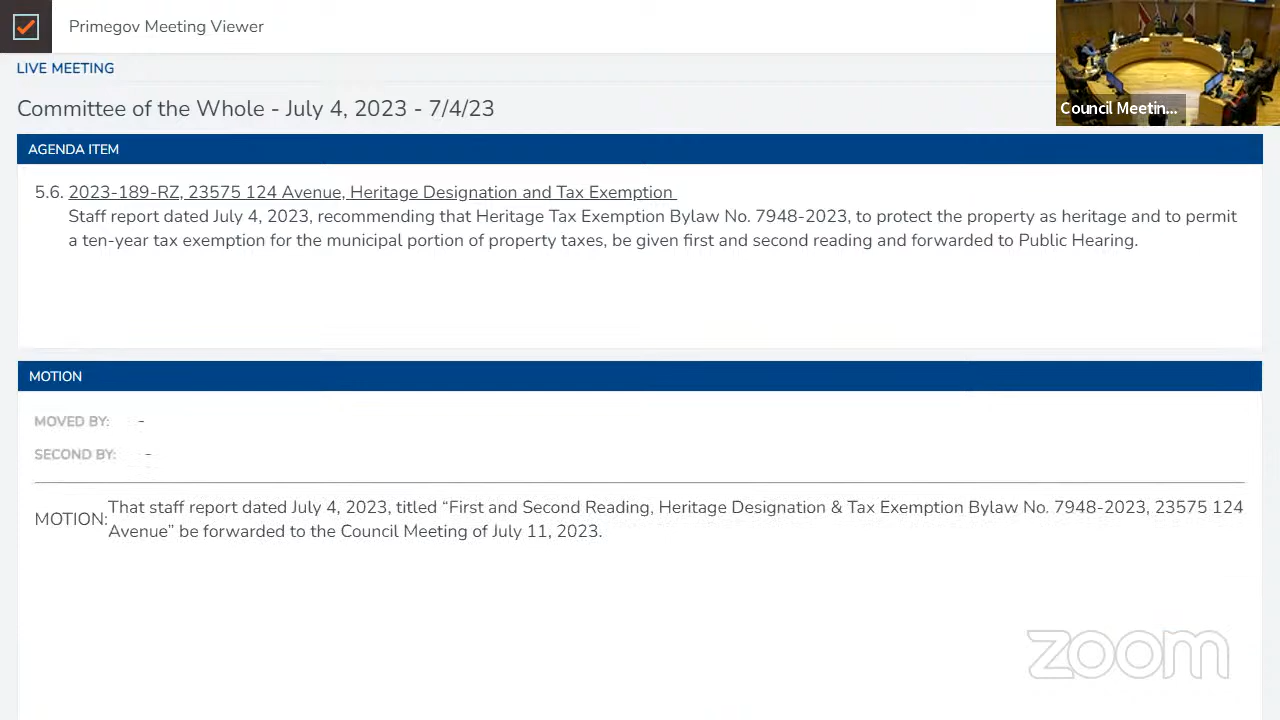 Primegov Meeting Viewer
LIVE MEETING
Council Meetin...
Committee of the Whole - July 4, 2023 - 7/4/23
AGENDA ITEM
5.6. 2023-189-RZ, 23575 124 Avenue, Heritage Designation and Tax Exemption
Staff report dated July 4, 2023, recommending that Heritage Tax Exemption Bylaw No. 7948-2023, to protect the property as heritage and to permit
a ten-year tax exemption for the municipal portion of property taxes, be given first and second reading and forwarded to Public Hearing.
MOTION
MOVED BY: -
SECOND BY: -
MOTION: That staff report dated July 4, 2023, titled “First and Second Reading, Heritage Designation & Tax Exemption Bylaw No. 7948-2023, 23575 124
Avenue” be forwarded to the Council Meeting of July 11, 2023.
zoom